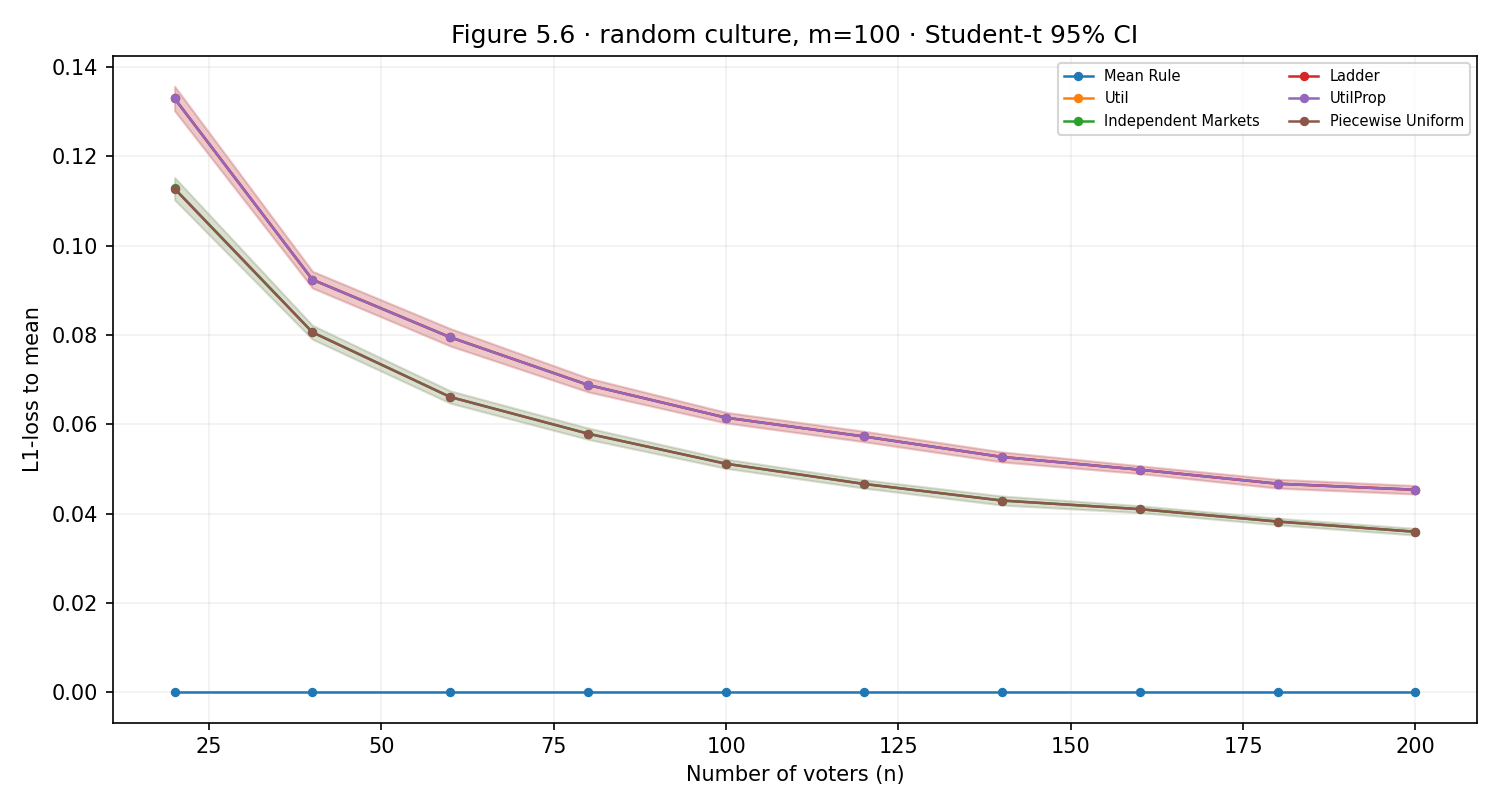 Figure 5.6 · random culture, m=100 · Student-t 95% CI
Mean Rule
Util
Independent Markets
Ladder
UtilProp
Piecewise Uniform
L1-loss to mean
0.14
0.12
0.10
0.08
0.06
0.04
0.02
0.00
25 50 75 100 125 150 175 200
Number of voters (n)